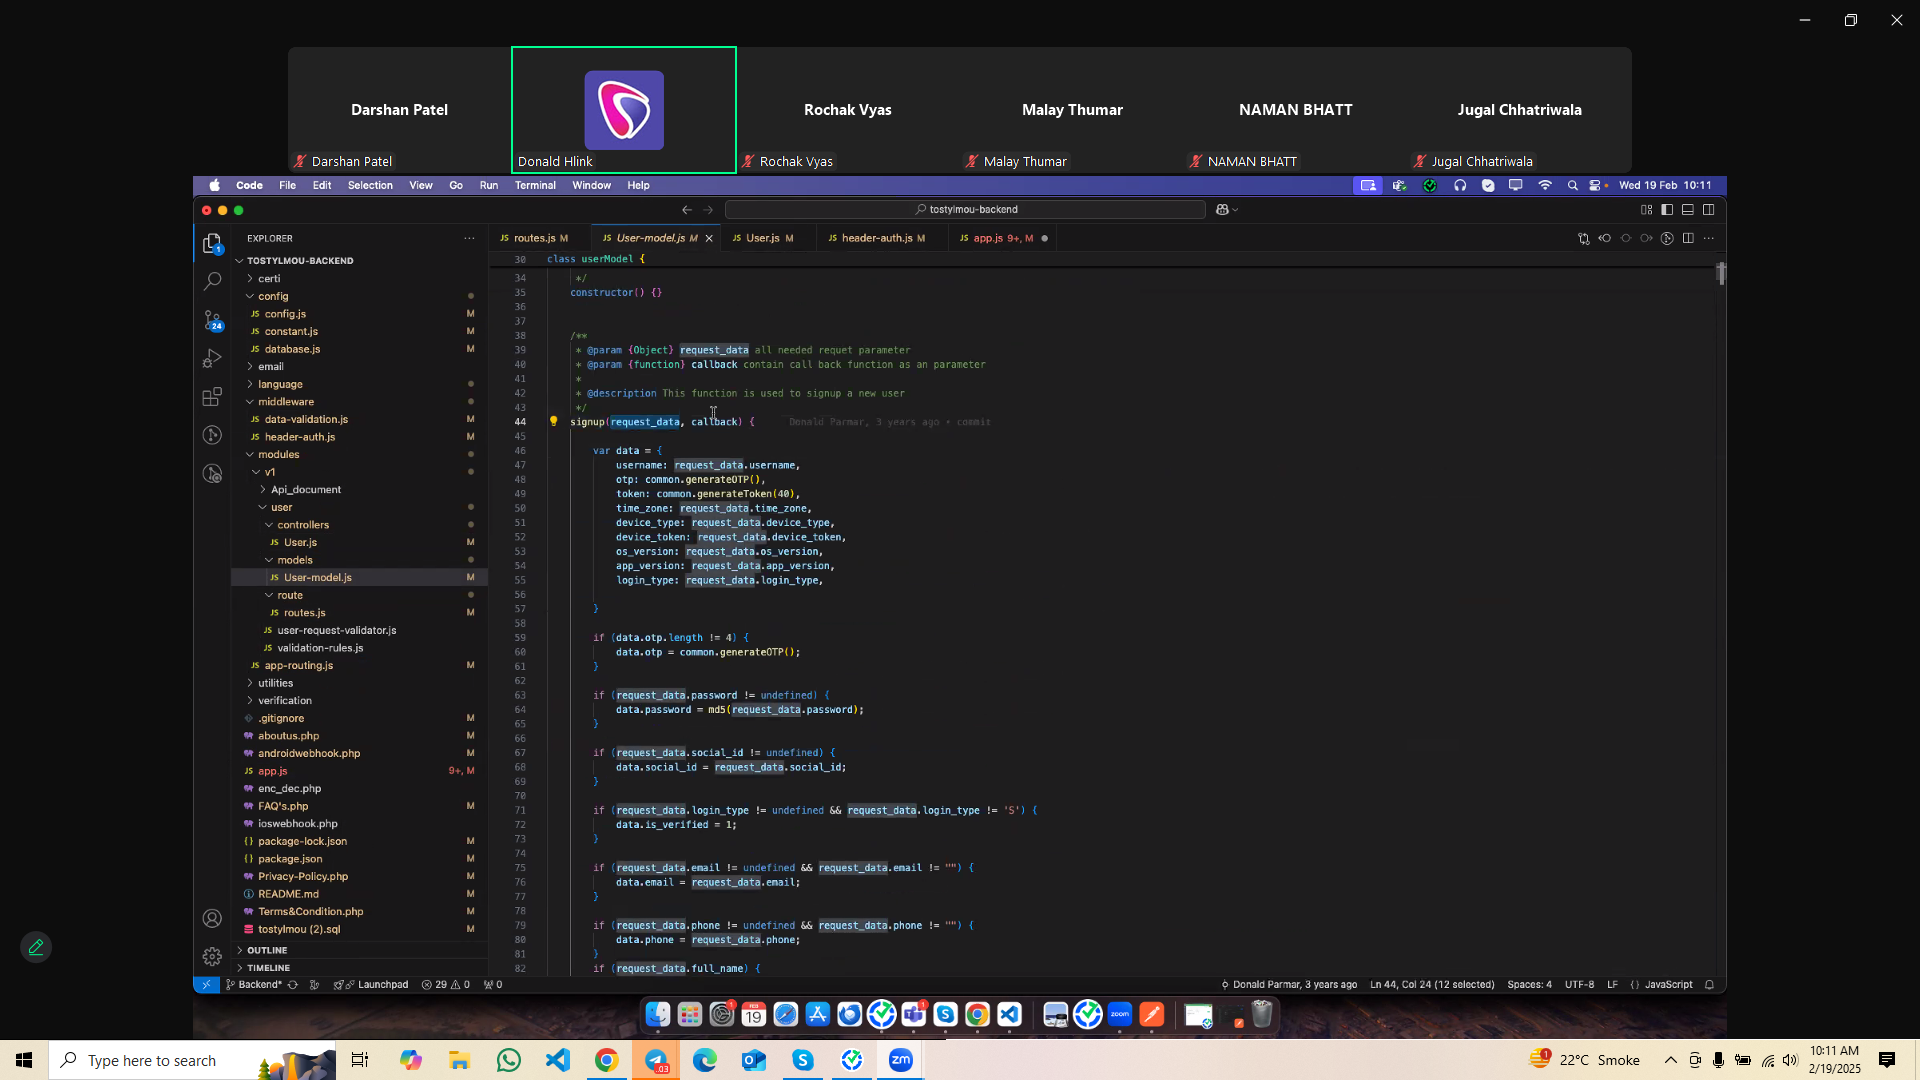 Darshan Patel
Rochak Vyas
Malay Thumar
NAMAN BHATT
Jugal Chhatriwala
Darshan Patel
Donald Hlink
Rochak Vyas
Malay Thumar
NAMAN BHATT
Jugal Chhatriwala
Code File Edit Selection View Go Run Terminal Window Help
Wed 19 Feb 10:11
tostylmou-backend
EXPLORER
routes.js M
User-model.js M
User.js M
header-auth.js M
app.js 9+, M
TOSTYLMOU-BACKEND
certi
config
config.js M
constant.js M
database.js M
email
language
middleware
data-validation.js M
header-auth.js M
modules
v1
Api_document
user
controllers
User.js M
models
User-model.js M
route
routes.js M
user-request-validator.js
validation-rules.js
app-routing.js M
utilities
verification
.gitignore M
aboutus.php M
androidwebhook.php M
app.js 9+, M
enc_dec.php
FAQ's.php M
ioswebhook.php
package-lock.json M
package.json M
Privacy-Policy.php M
README.md M
Terms&Condition.php M
tostylmou (2).sql M
OUTLINE
TIMELINE
30 class userModel {
34 */
35 constructor() {}
36
37
38 /**
39 * @param {Object} request_data all needed requet parameter
40 * @param {function} callback contain call back function as an parameter
41 *
42 * @description This function is used to signup a new user
43 */
44 signup(request_data, callback) { Donald Parmar, 3 years ago • commit
45
46 var data = {
47 username: request_data.username,
48 otp: common.generateOTP(),
49 token: common.generateToken(40),
50 time_zone: request_data.time_zone,
51 device_type: request_data.device_type,
52 device_token: request_data.device_token,
53 os_version: request_data.os_version,
54 app_version: request_data.app_version,
55 login_type: request_data.login_type,
56
57 }
58
59 if (data.otp.length != 4) {
60 data.otp = common.generateOTP();
61 }
62
63 if (request_data.password != undefined) {
64 data.password = md5(request_data.password);
65 }
66
67 if (request_data.social_id != undefined) {
68 data.social_id = request_data.social_id;
69 }
70
71 if (request_data.login_type != undefined && request_data.login_type != 'S') {
72 data.is_verified = 1;
73 }
74
75 if (request_data.email != undefined && request_data.email != "") {
76 data.email = request_data.email;
77 }
78
79 if (request_data.phone != undefined && request_data.phone != "") {
80 data.phone = request_data.phone;
81 }
82 if (request_data.full_name) {
Backend* Launchpad 29 0 0
Donald Parmar, 3 years ago Ln 44, Col 24 (12 selected) Spaces: 4 UTF-8 LF {} JavaScript
Type here to search
22°C Smoke
10:11 AM
2/19/2025